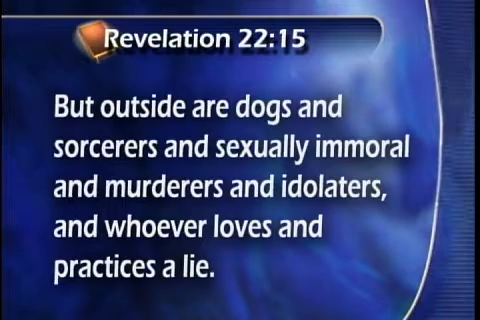 Revelation 22:15
But outside are dogs and
sorcerers and sexually immoral
and murderers and idolaters,
and whoever loves and
practices a lie.